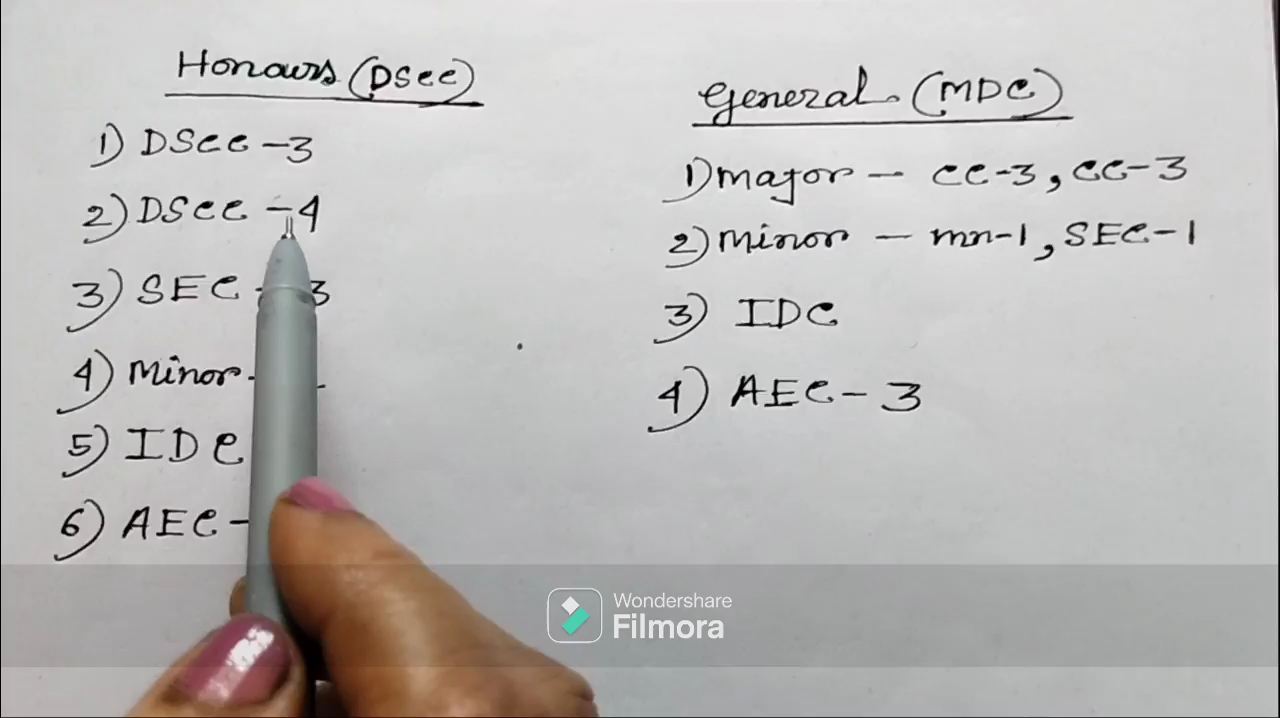 Honours (DSCC)
1) DSCC - 3
2) DSCC - 4
3) SEC - 3
4) Minor -
5) IDC
6) AEC -
General (MDC)
1) Major - CC-3, CC-3
2) Minor - mn-1, SEC-1
3) IDC
4) AEC - 3
Wondershare
Filmora